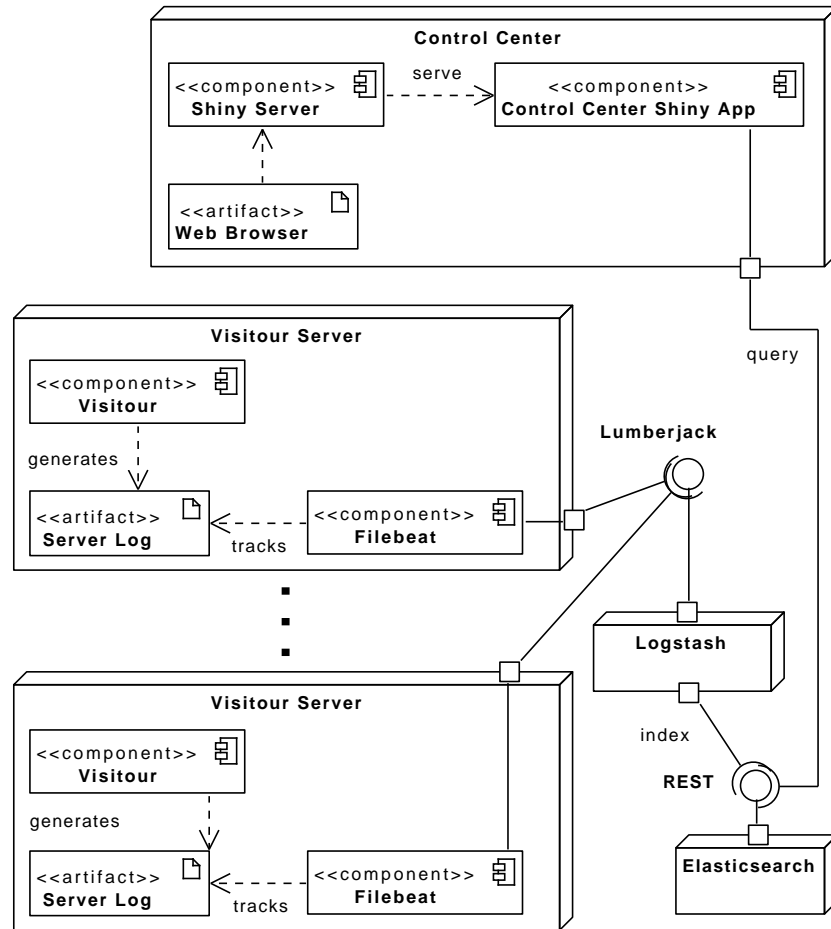 Control Center
<<component>>
Shiny Server
serve
<<component>>
Control Center Shiny App
<<artifact>>
Web Browser
query
Visitour Server
<<component>>
Visitour
generates
<<artifact>>
Server Log
tracks
<<component>>
Filebeat
Lumberjack
Logstash
index
REST
Elasticsearch
Visitour Server
<<component>>
Visitour
generates
<<artifact>>
Server Log
tracks
<<component>>
Filebeat